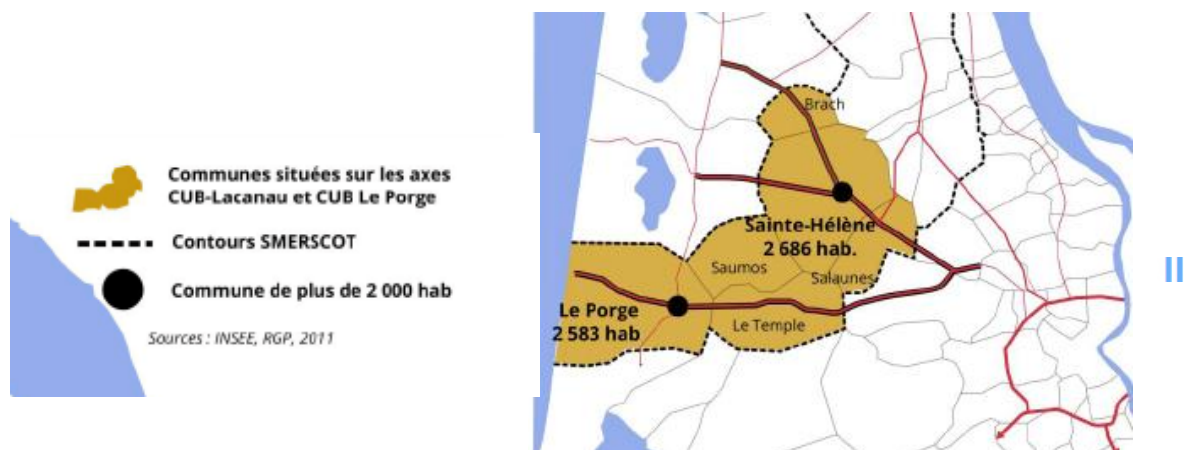 Communes situées sur les axes
CUB-Lacanau et CUB Le Porge
Contours SMERSCOT
Commune de plus de 2 000 hab
Sources : INSEE, RGP, 2011
Brach
Sainte-Hélène
2 686 hab.
Saumos
Salaunes
Le Porge
2 583 hab
Le Temple
II